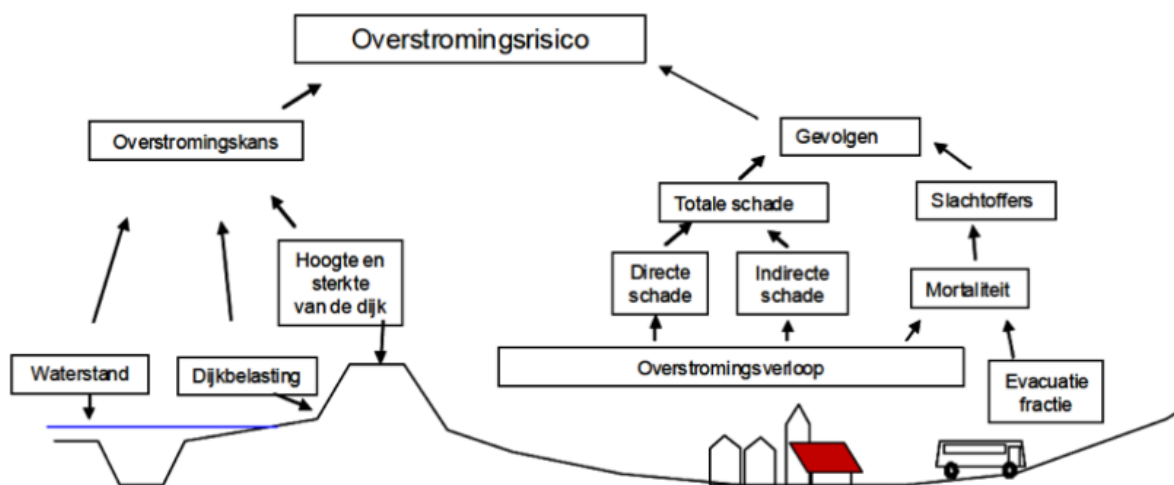 Overstromingsrisico
Overstromingskans
Gevolgen
Totale schade
Slachtoffers
Hoogte en
sterkte
van de dijk
Directe
schade
Indirecte
schade
Mortaliteit
Waterstand
Dijkbelasting
Overstromingsverloop
Evacuatie
fractie